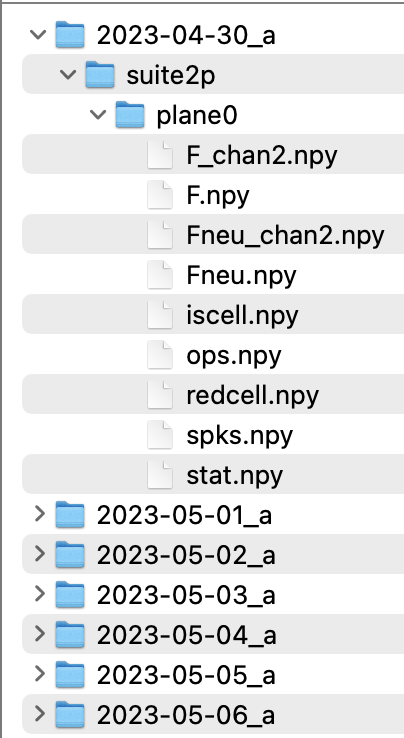 2023-04-30_a
suite2p
plane0
F_chan2.npy
F.npy
Fneu_chan2.npy
Fneu.npy
iscell.npy
ops.npy
redcell.npy
spks.npy
stat.npy
2023-05-01_a
2023-05-02_a
2023-05-03_a
2023-05-04_a
2023-05-05_a
2023-05-06_a